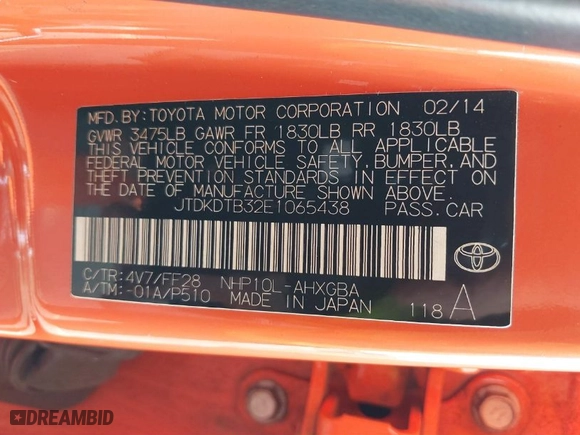 MFD.BY:TOYOTA MOTOR CORPORATION 02/14
GVWR 3475LB GAWR FR 1830LB RR 1830LB
THIS VEHICLE CONFORMS TO ALL APPLICABLE
FEDERAL MOTOR VEHICLE SAFETY,BUMPER,AND
THEFT PREVENTION STANDARDS IN EFFECT ON
THE DATE OF MANUFACTURE SHOWN ABOVE.
JTDKDTB32E1065438 PASS.CAR
C/TR:4V7/FF28 NHP10L-AHXGBA
A/TM:-01A/P510 MADE IN JAPAN 118 A
TOYOTA
DREAMBID